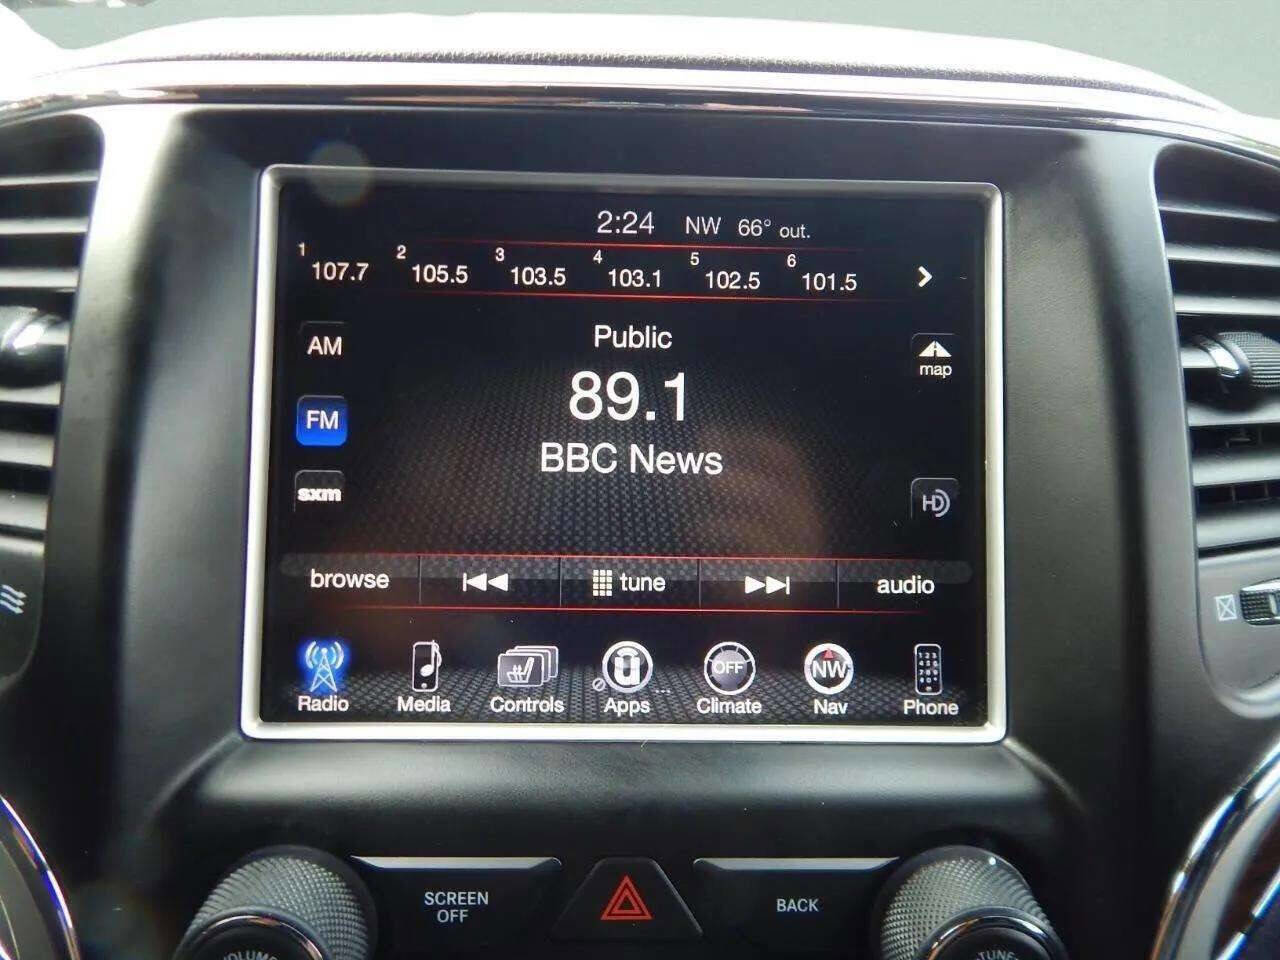 2:24 NW 66° out.
1 107.7 2 105.5 3 103.5 4 103.1 5 102.5 6 101.5
AM
Public
map
89.1
FM
BBC News
sxm
HD
browse tune audio
OFF NW
Radio Media Controls Apps Climate Nav Phone
SCREEN OFF
BACK
VOLUME
TUNE